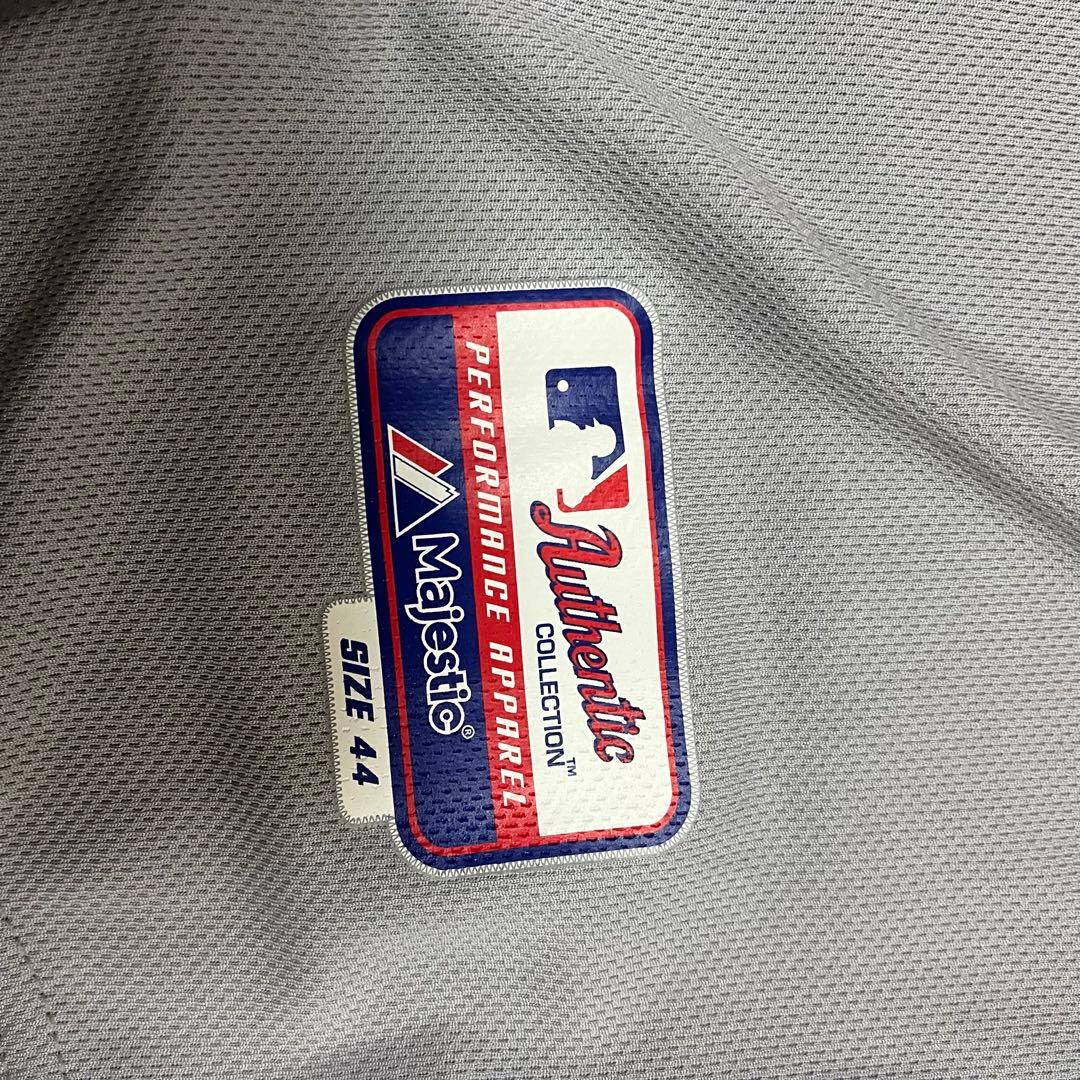 Authentic
COLLECTION™
PERFORMANCE APPAREL
Majestic®
SIZE 44